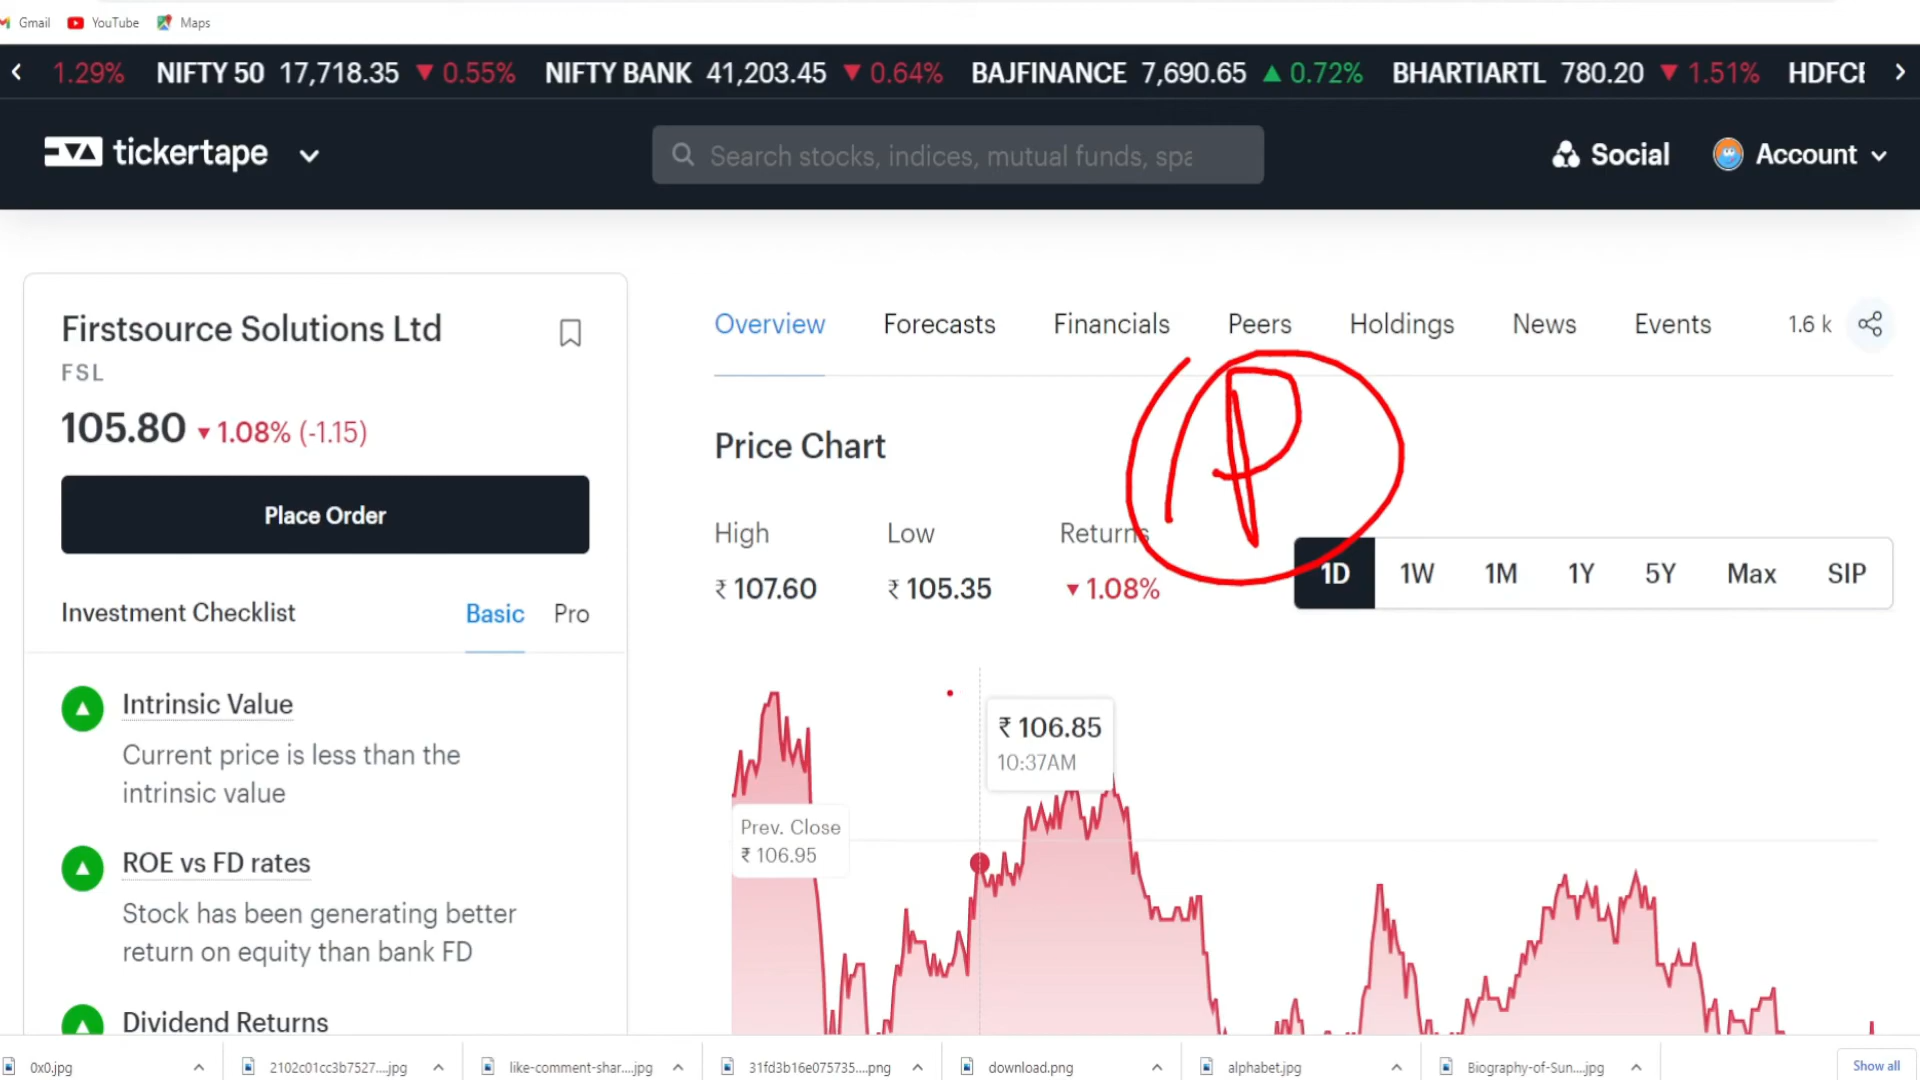 Gmail YouTube Maps
1.29% NIFTY 50 17,718.35 ▼ 0.55% NIFTY BANK 41,203.45 ▼ 0.64% BAJFINANCE 7,690.65 ▲ 0.72% BHARTIARTL 780.20 ▼ 1.51%
tickertape
Search stocks, indices, mutual funds, spa
Social Account
Firstsource Solutions Ltd
FSL
105.80 ▼ 1.08% (-1.15)
Place Order
Investment Checklist Basic Pro
Intrinsic Value
Current price is less than the
intrinsic value
ROE vs FD rates
Stock has been generating better
return on equity than bank FD
Dividend Returns
Overview Forecasts Financials Peers Holdings News Events 1.6 k
P
Price Chart
High Low Returns
₹ 107.60 ₹ 105.35 ▼ 1.08%
1D 1W 1M 1Y 5Y Max SIP
₹ 106.85
10:37AM
Prev. Close
₹ 106.95
0x0.jpg 2102c01cc3b7527....jpg like-comment-shar....jpg 31fd3b16e075735....png download.png alphabet.jpg Biography-of-Sun....jpg Show all